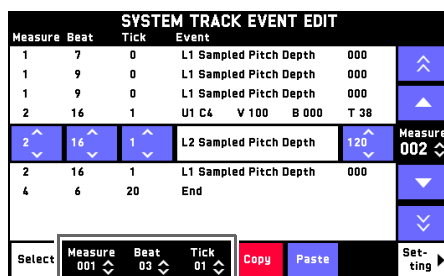 SYSTEM TRACK EVENT EDIT
Measure Beat Tick Event
1 7 0 L1 Sampled Pitch Depth 000
1 9 0 L1 Sampled Pitch Depth 000
1 9 0 L1 Sampled Pitch Depth 000
2 16 1 U1 C4 V 100 B 000 T 38
2 16 1 L2 Sampled Pitch Depth 120
Measure
002
2 16 1 L1 Sampled Pitch Depth 000
4 6 20 End
Select
Measure Beat Tick
001 03 01
Copy
Paste
Set-
ting